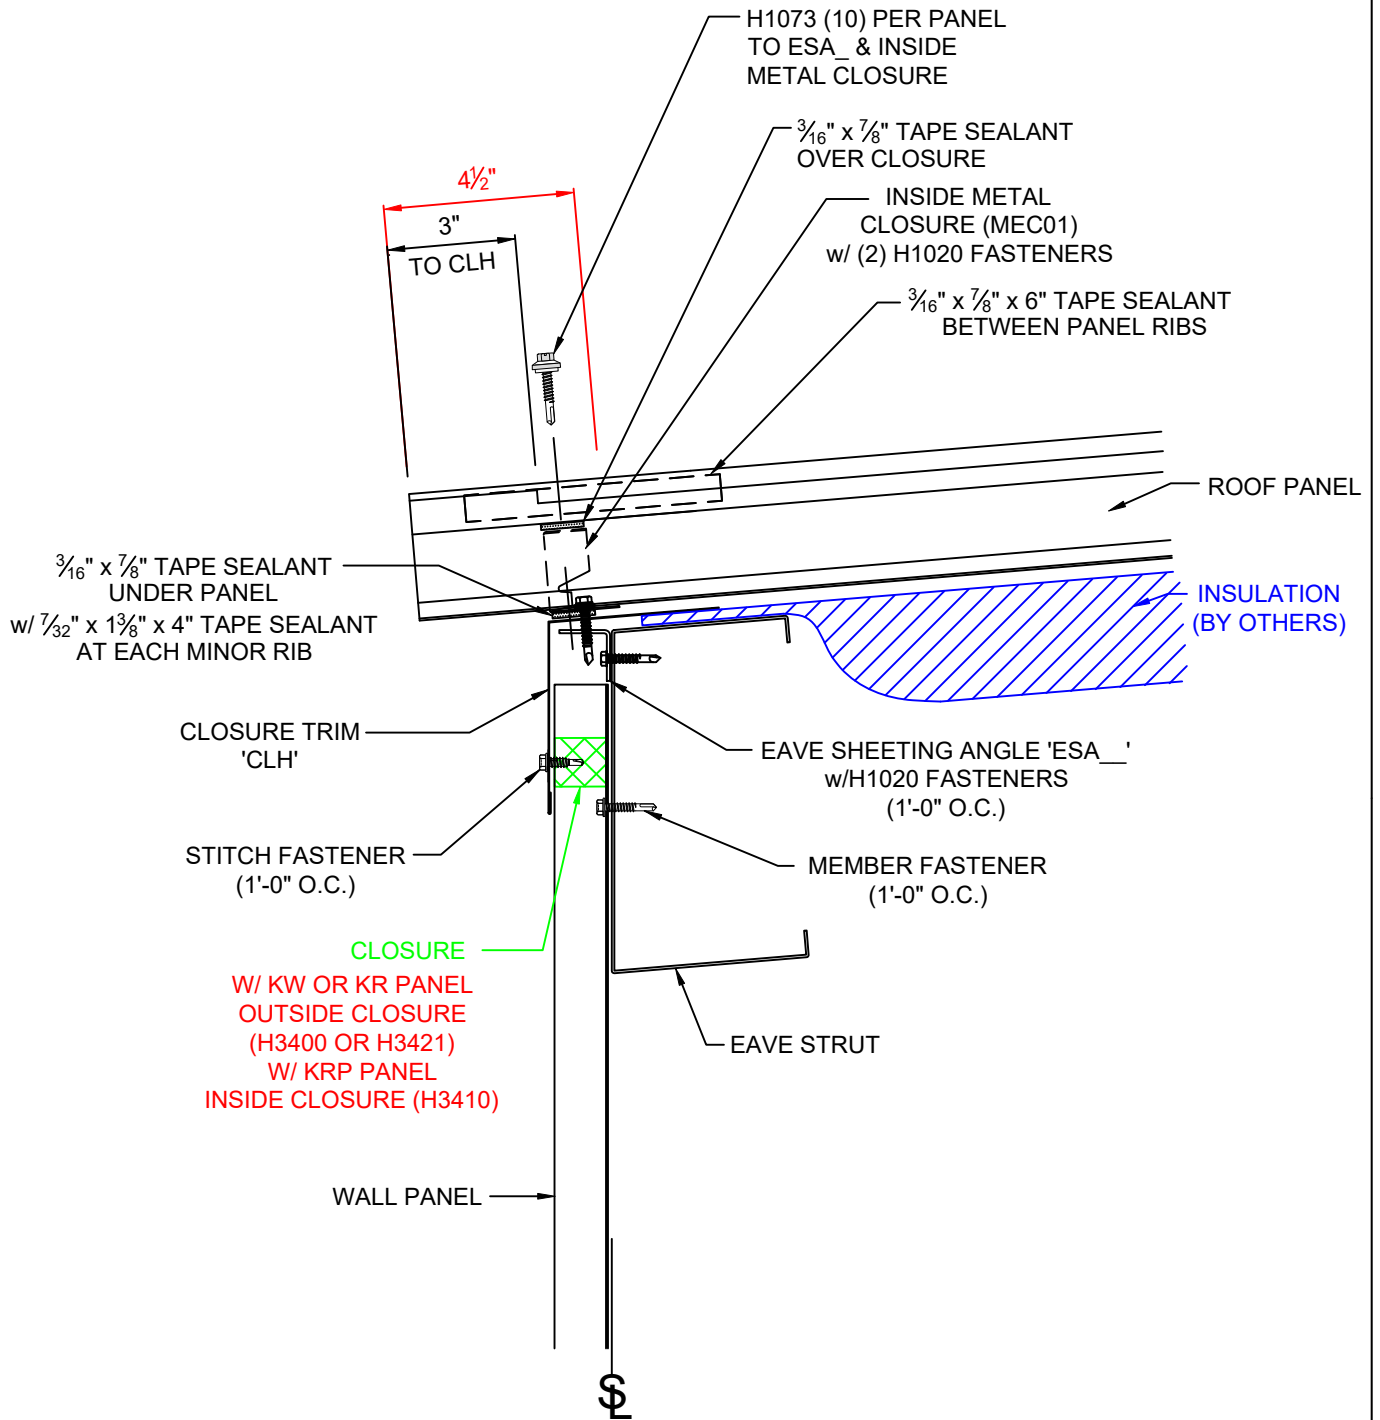 H1073 (10) PER PANEL
TO ESA_ & INSIDE
METAL CLOSURE
3/16" x 7/8" TAPE SEALANT
OVER CLOSURE
4½"
3"
TO CLH
INSIDE METAL
CLOSURE (MEC01)
w/ (2) H1020 FASTENERS
3/16" x 7/8" x 6" TAPE SEALANT
BETWEEN PANEL RIBS
ROOF PANEL
3/16" x 7/8" TAPE SEALANT
UNDER PANEL
w/ 7/32" x 1 3/8" x 4" TAPE SEALANT
AT EACH MINOR RIB
INSULATION
(BY OTHERS)
CLOSURE TRIM
'CLH'
EAVE SHEETING ANGLE 'ESA__'
w/H1020 FASTENERS
(1'-0" O.C.)
STITCH FASTENER
(1'-0" O.C.)
MEMBER FASTENER
(1'-0" O.C.)
CLOSURE
W/ KW OR KR PANEL
OUTSIDE CLOSURE
(H3400 OR H3421)
W/ KRP PANEL
INSIDE CLOSURE (H3410)
EAVE STRUT
WALL PANEL
SL